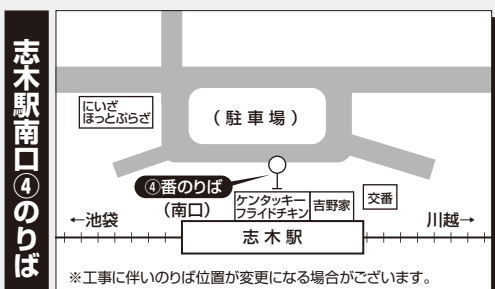 志木駅南口④のりば
にいざ
ほっとぷらざ
（駐車場）
④番のりば
（南口）
ケンタッキー
フライドチキン
吉野家
交番
←池袋
川越→
志木駅
※工事に伴いのりば位置が変更になる場合がございます。